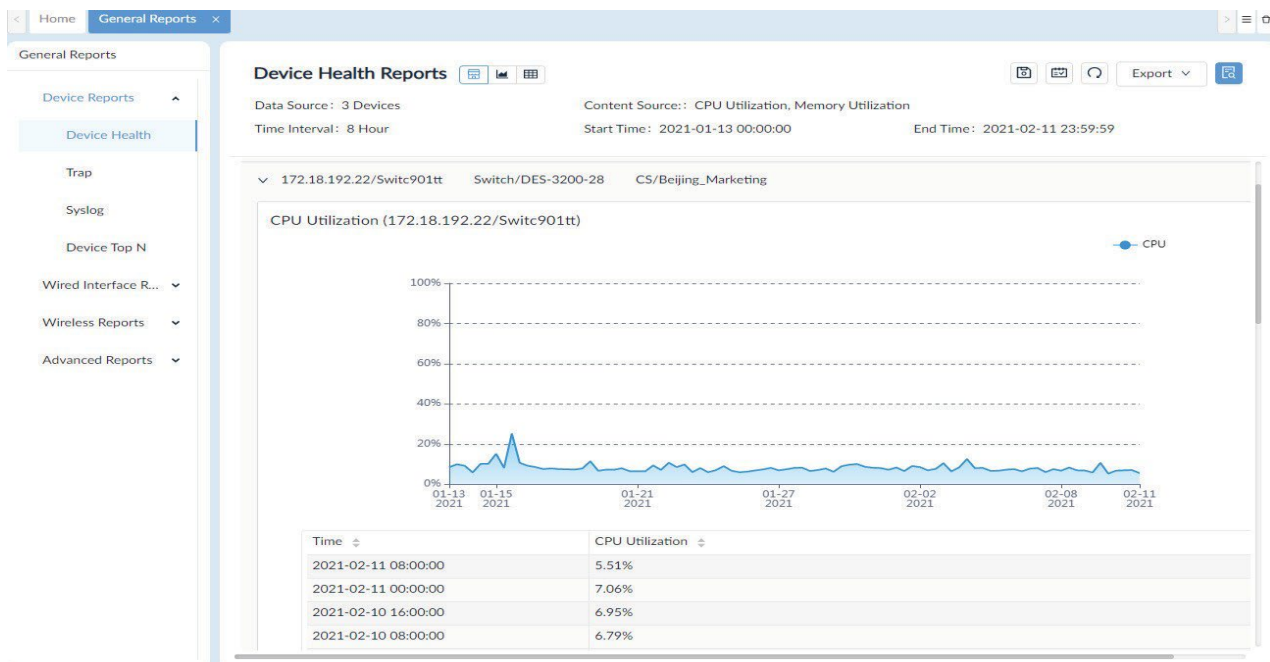 Home General Reports ×
General Reports
Device Reports
Device Health
Trap
Syslog
Device Top N
Wired Interface R...
Wireless Reports
Advanced Reports
Device Health Reports Export
Data Source: 3 Devices Content Source:: CPU Utilization, Memory Utilization
Time Interval: 8 Hour Start Time: 2021-01-13 00:00:00 End Time: 2021-02-11 23:59:59
172.18.192.22/Switc901tt Switch/DES-3200-28 CS/Beijing_Marketing
CPU Utilization (172.18.192.22/Switc901tt)
CPU
100%
80%
60%
40%
20%
0%
01-13 01-15 01-21 01-27 02-02 02-08 02-11
2021 2021 2021 2021 2021 2021 2021
Time CPU Utilization
2021-02-11 08:00:00 5.51%
2021-02-11 00:00:00 7.06%
2021-02-10 16:00:00 6.95%
2021-02-10 08:00:00 6.79%